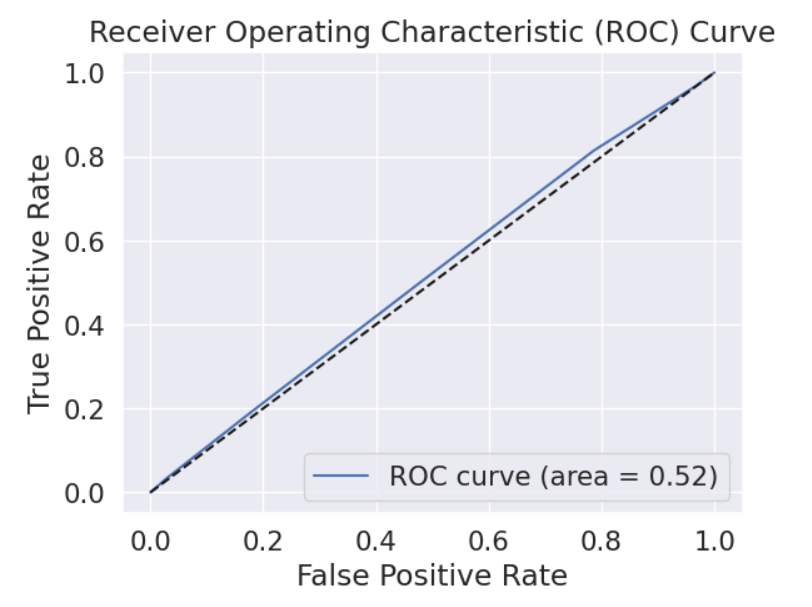 Receiver Operating Characteristic (ROC) Curve
1.0
0.8
0.6
0.4
0.2
0.0
True Positive Rate
ROC curve (area = 0.52)
0.0 0.2 0.4 0.6 0.8 1.0
False Positive Rate